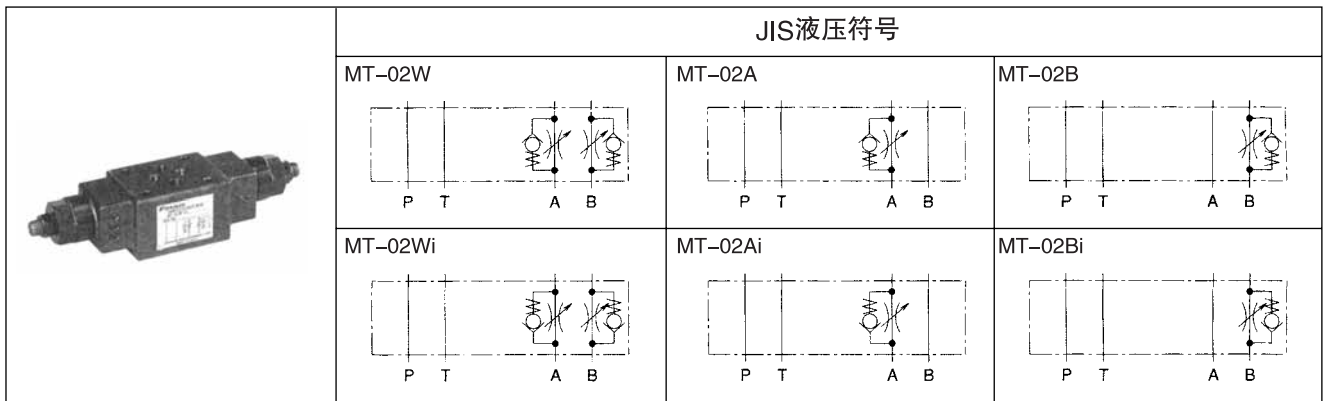 JIS液压符号
MT-02W
P T A B
MT-02A
P T A B
MT-02B
P T A B
MT-02Wi
P T A B
MT-02Ai
P T A B
MT-02Bi
P T A B